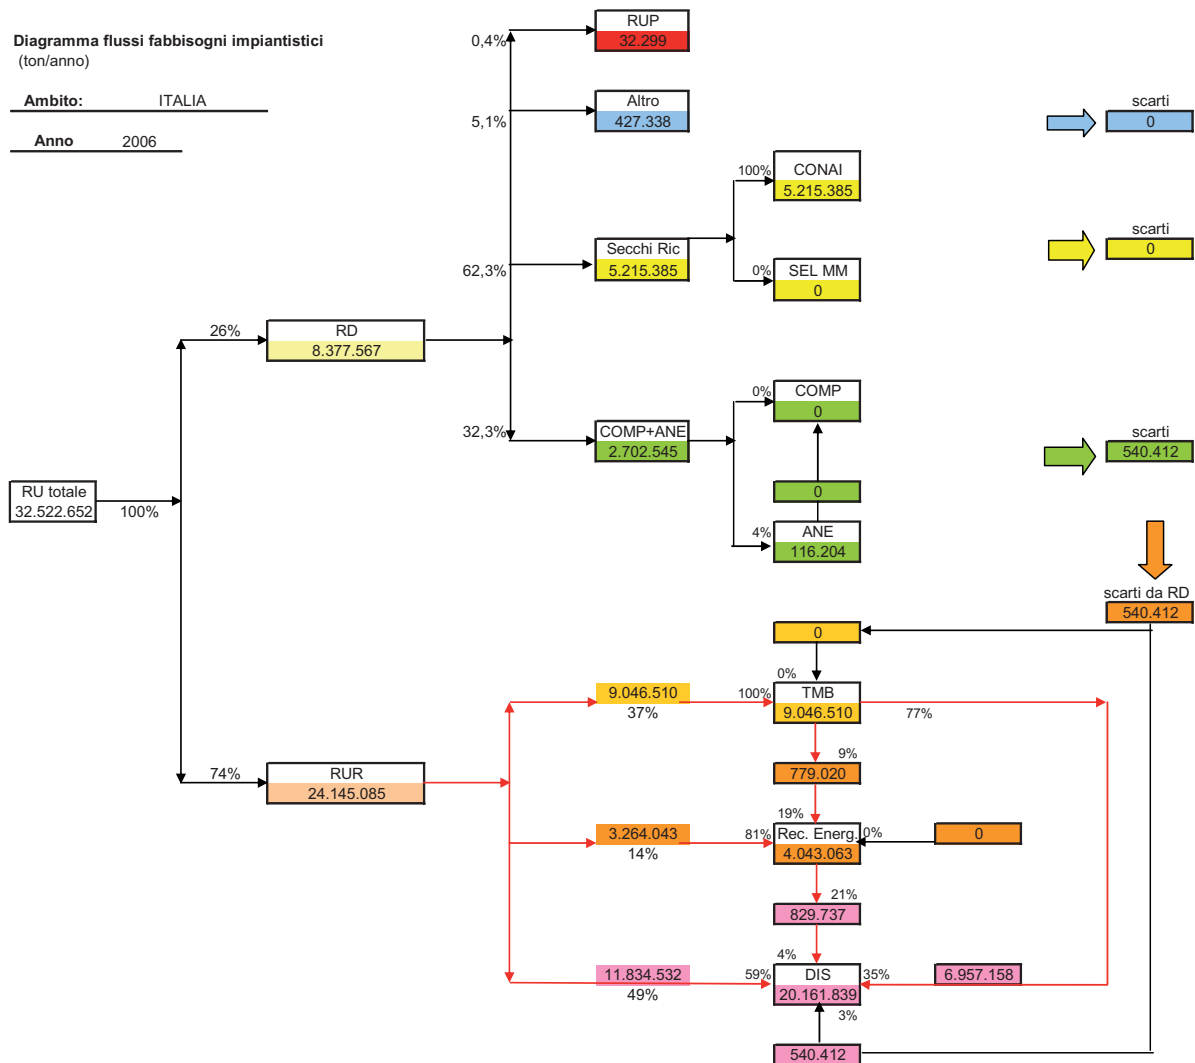 Diagramma flussi fabbisogni impiantistici
(ton/anno)
Ambito: ITALIA
Anno 2006
0,4%
RUP
32.299
5,1%
Altro
427.338
scarti
0
100%
CONAI
5.215.385
62,3%
Secchi Ric
5.215.385
0%
SEL MM
0
scarti
0
26%
RD
8.377.567
0%
COMP
0
32,3%
COMP+ANE
2.702.545
scarti
540.412
0
4%
ANE
116.204
RU totale
32.522.652
100%
scarti da RD
540.412
0
0%
9.046.510
37%
100%
TMB
9.046.510
77%
74%
RUR
24.145.085
9%
779.020
19%
3.264.043
14%
81%
Rec. Energ.
4.043.063
0%
0
21%
829.737
4%
11.834.532
49%
59%
DIS
20.161.839
35%
6.957.158
3%
540.412